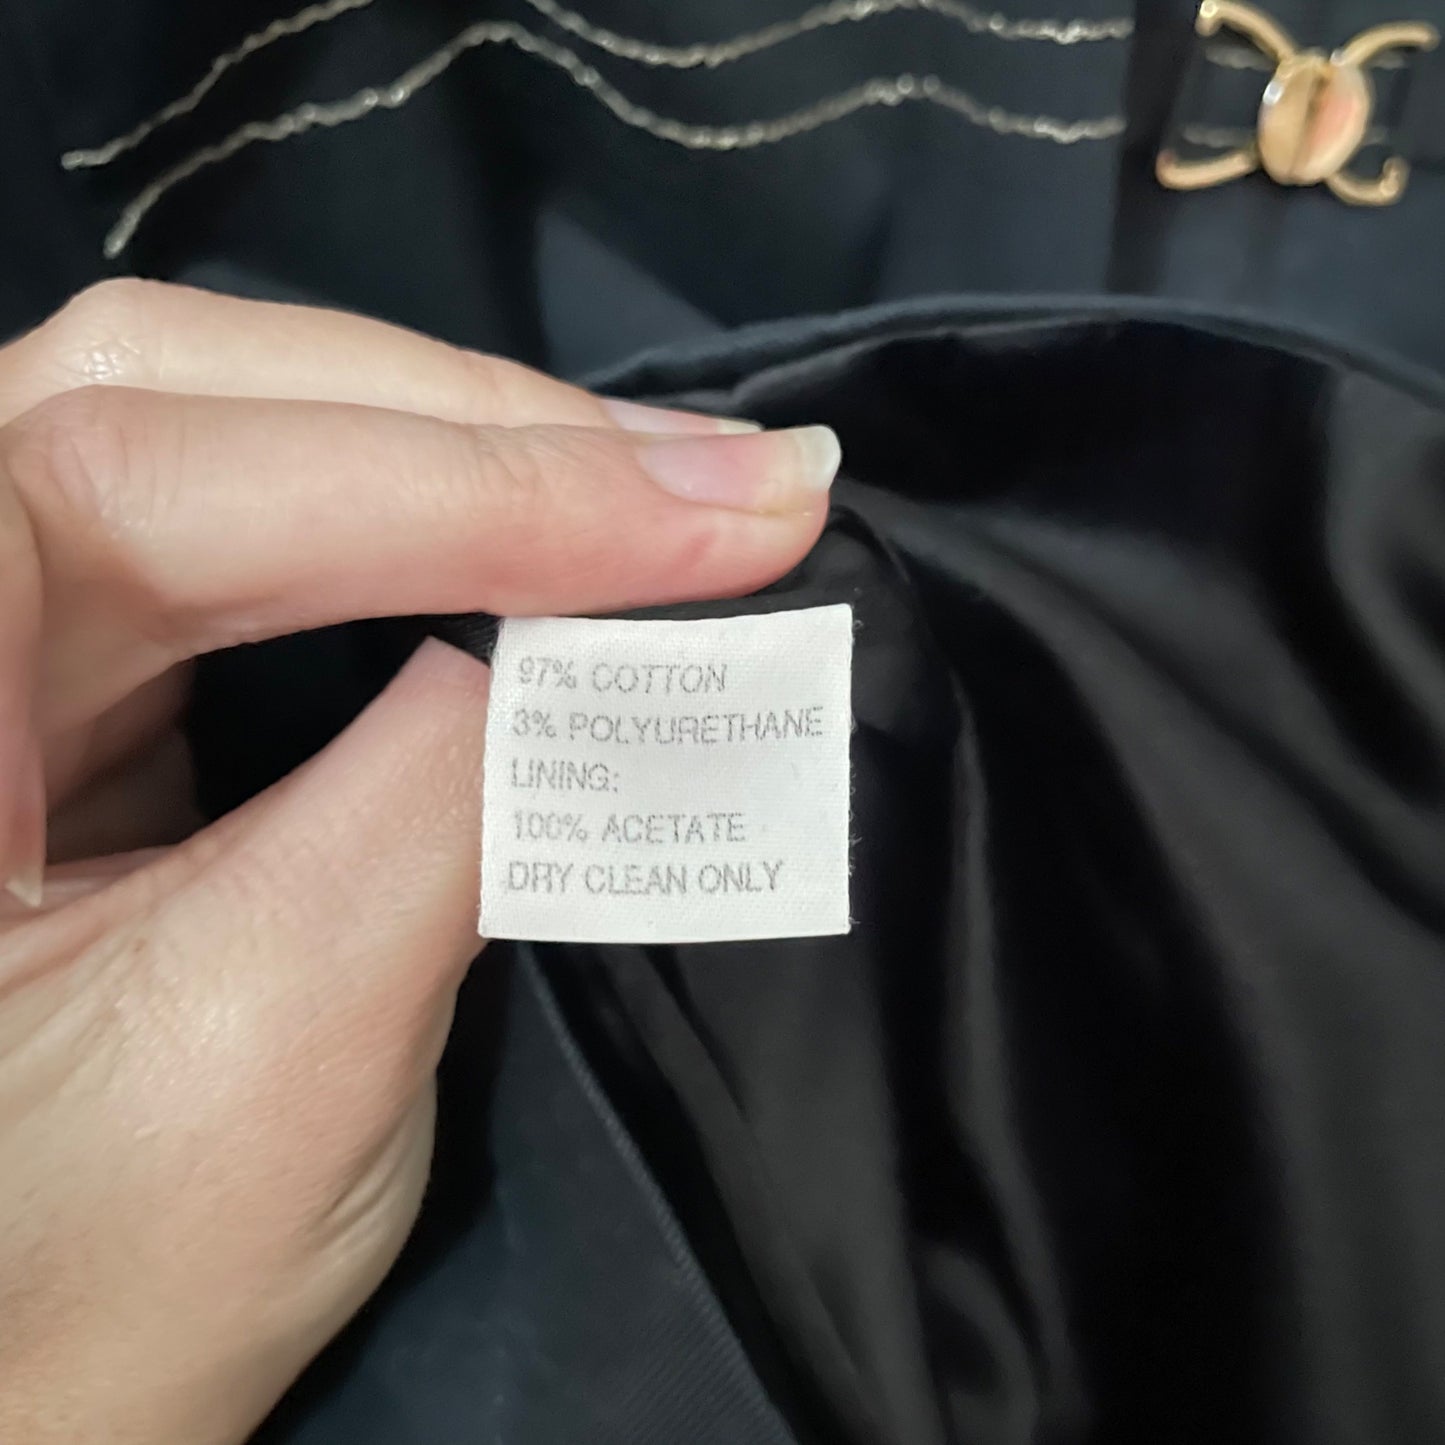 97% COTTON
3% POLYURETHANE
LINING:
100% ACETATE
DRY CLEAN ONLY